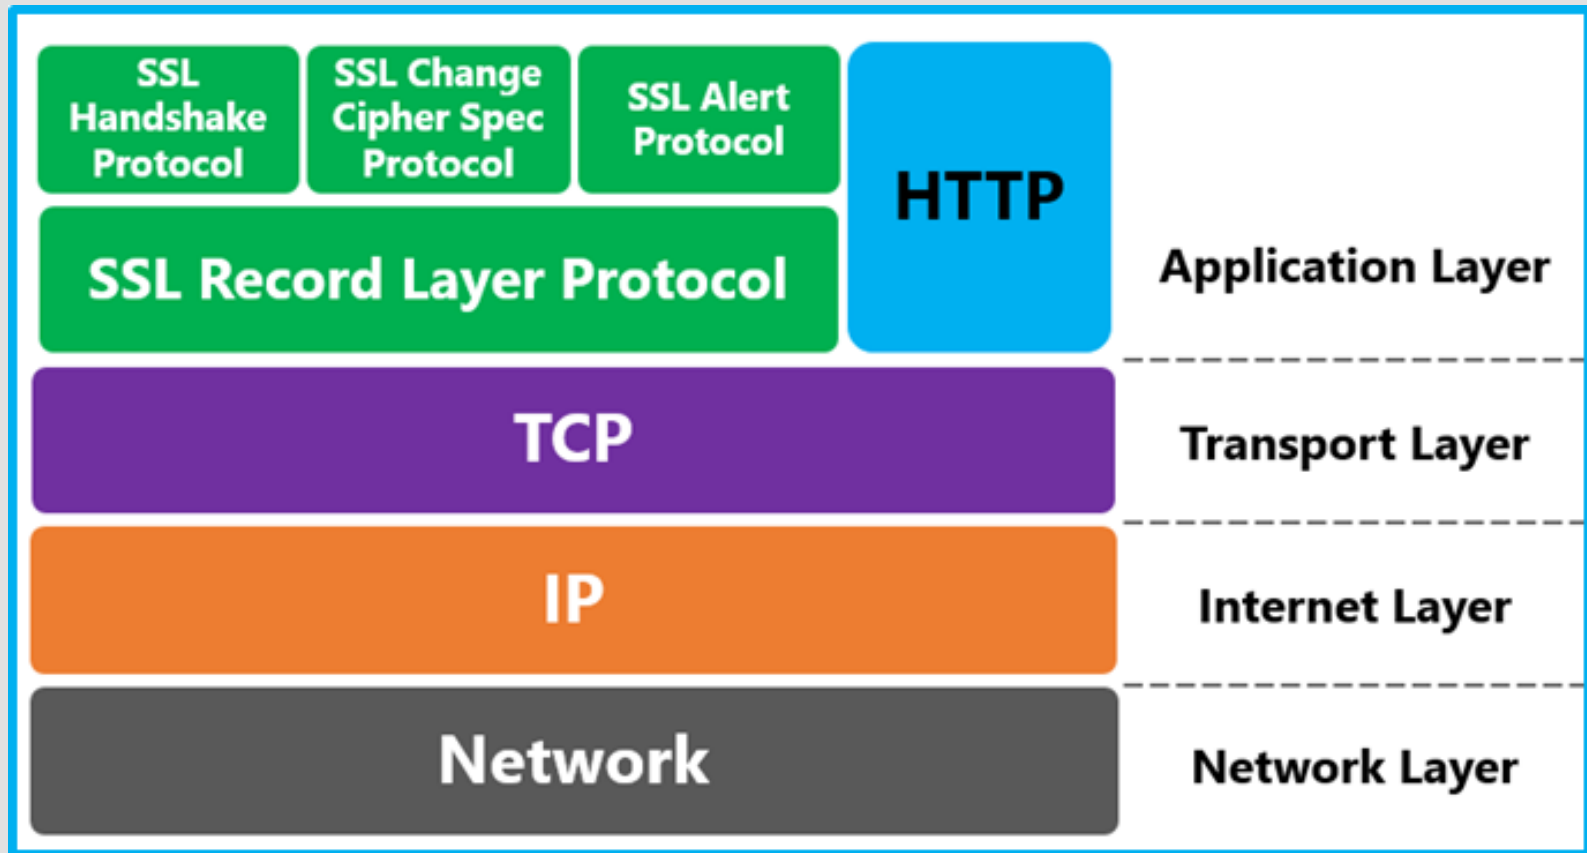 SSL
Handshake
Protocol
SSL Change
Cipher Spec
Protocol
SSL Alert
Protocol
HTTP
SSL Record Layer Protocol
Application Layer
TCP
Transport Layer
IP
Internet Layer
Network
Network Layer